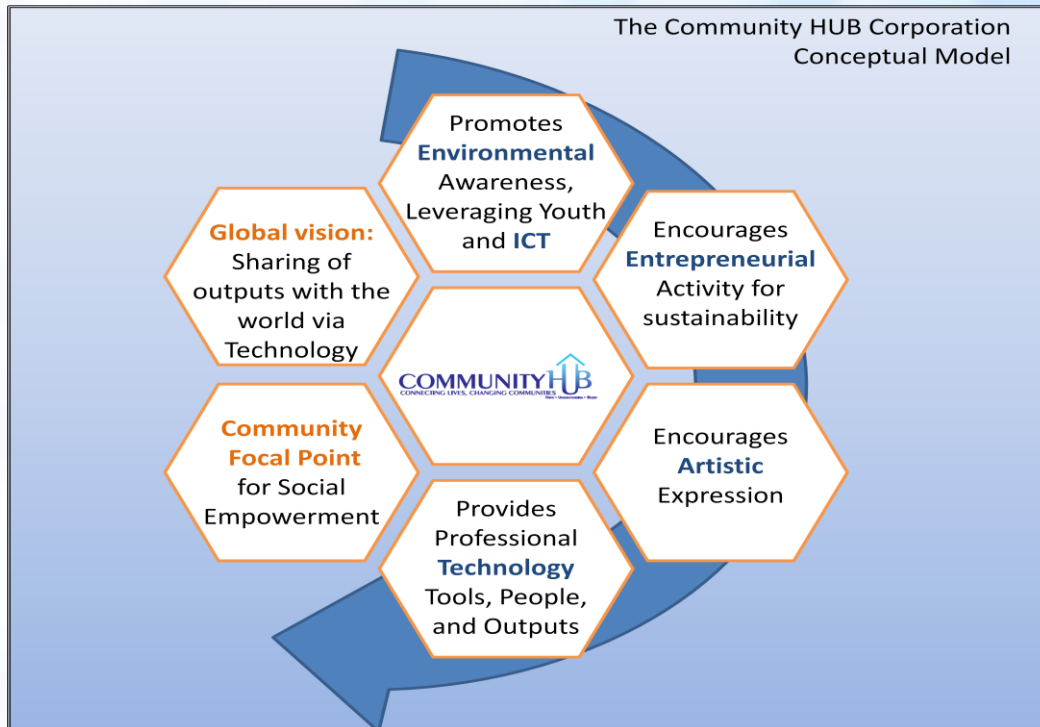 The Community HUB Corporation
Conceptual Model
Promotes
Environmental
Awareness,
Leveraging Youth
and ICT
Encourages
Entrepreneurial
Activity for
sustainability
Encourages
Artistic
Expression
Provides
Professional
Technology
Tools, People,
and Outputs
Community
Focal Point
for Social
Empowerment
Global vision:
Sharing of
outputs with the
world via
Technology
COMMUNITYHUB
CONNECTING LIVES, CHANGING COMMUNITIES